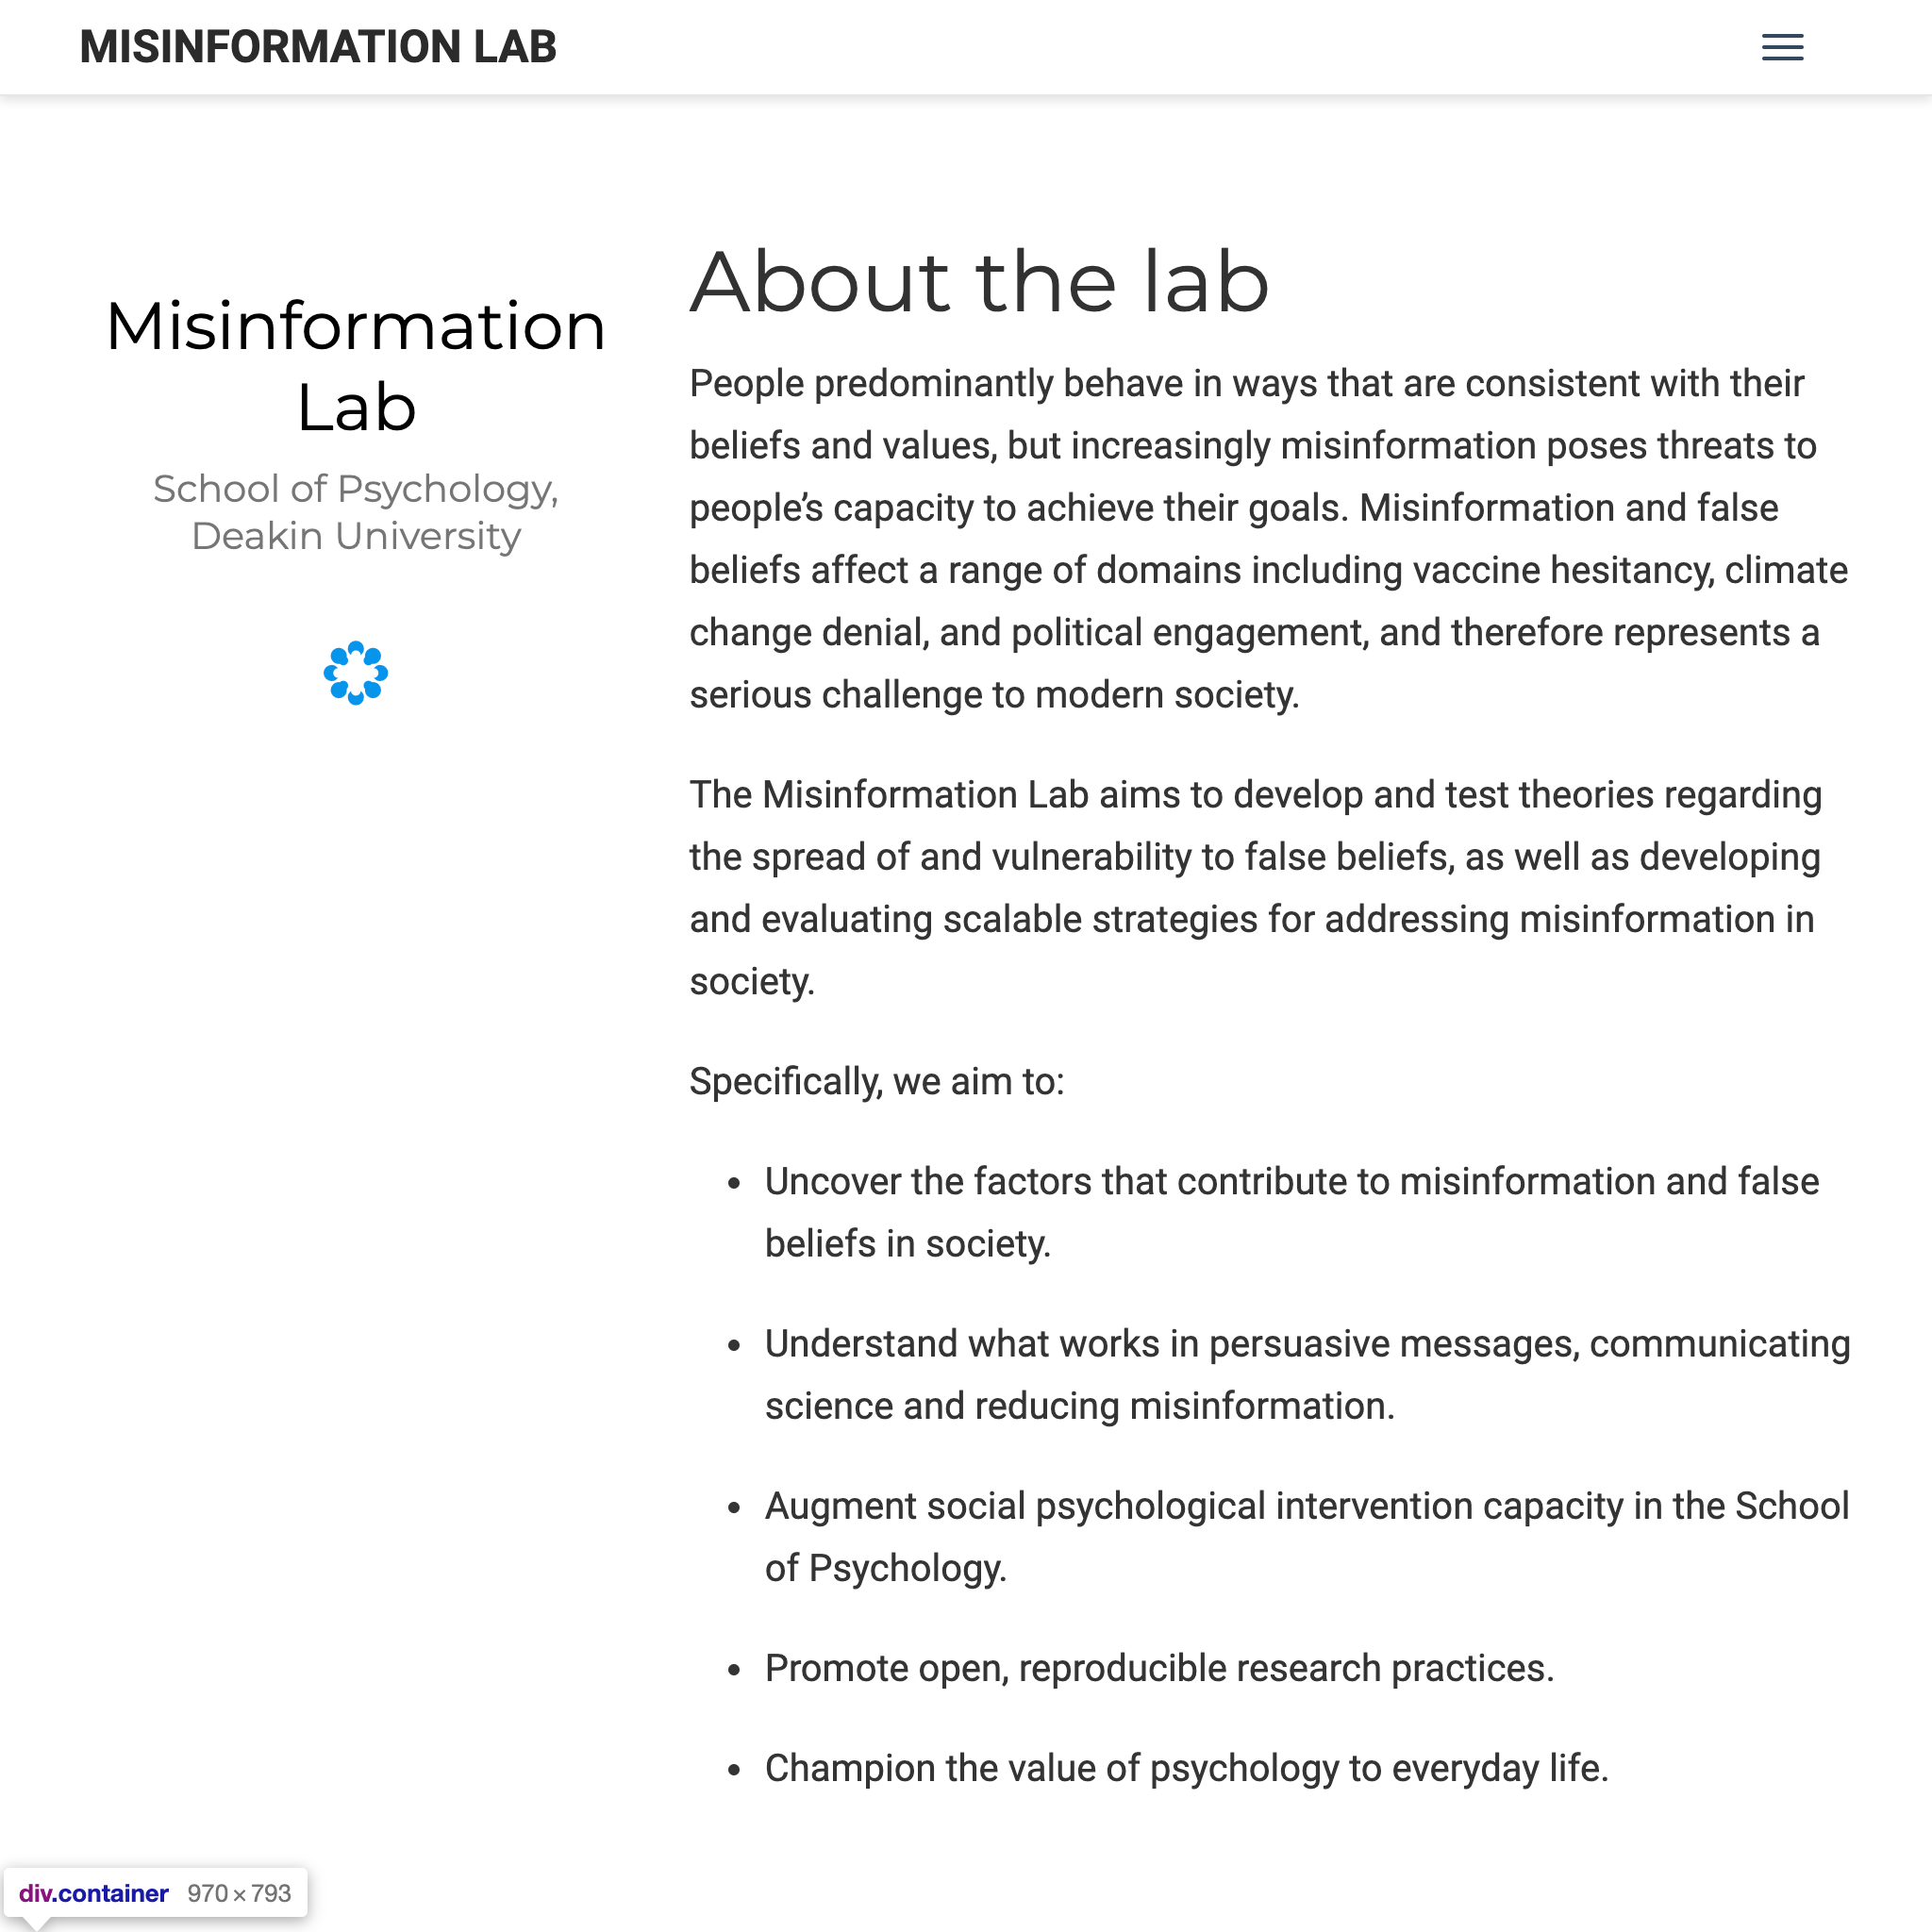 MISINFORMATION LAB
Misinformation
Lab
School of Psychology,
Deakin University
About the lab
People predominantly behave in ways that are consistent with their
beliefs and values, but increasingly misinformation poses threats to
people’s capacity to achieve their goals. Misinformation and false
beliefs affect a range of domains including vaccine hesitancy, climate
change denial, and political engagement, and therefore represents a
serious challenge to modern society.
The Misinformation Lab aims to develop and test theories regarding
the spread of and vulnerability to false beliefs, as well as developing
and evaluating scalable strategies for addressing misinformation in
society.
Specifically, we aim to:
• Uncover the factors that contribute to misinformation and false
beliefs in society.
• Understand what works in persuasive messages, communicating
science and reducing misinformation.
• Augment social psychological intervention capacity in the School
of Psychology.
• Promote open, reproducible research practices.
• Champion the value of psychology to everyday life.
div.container 970×793